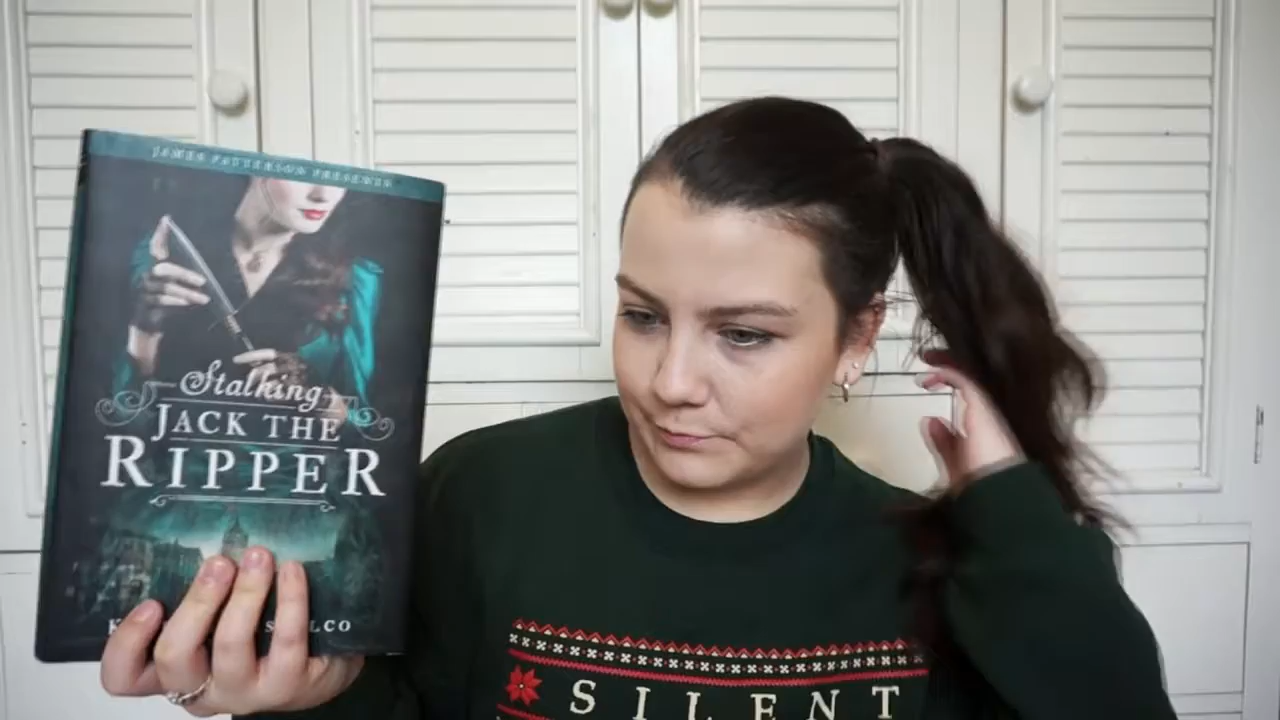 JAMES PATTERSON PRESENTS
Stalking
JACK THE
RIPPER
SILENT